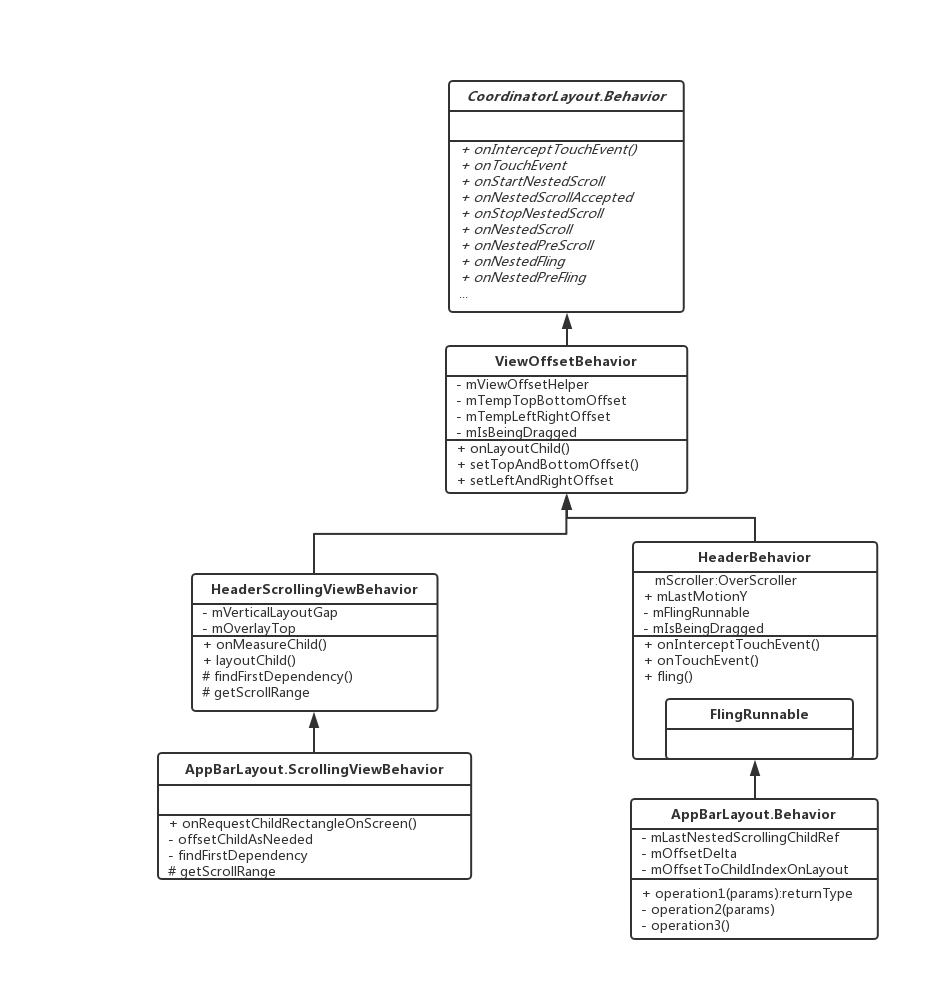 CoordinatorLayout.Behavior
+ onInterceptTouchEvent()
+ onTouchEvent
+ onStartNestedScroll
+ onNestedScrollAccepted
+ onStopNestedScroll
+ onNestedScroll
+ onNestedPreScroll
+ onNestedFling
+ onNestedPreFling
...
ViewOffsetBehavior
- mViewOffsetHelper
- mTempTopBottomOffset
- mTempLeftRightOffset
- mIsBeingDragged
+ onLayoutChild()
+ setTopAndBottomOffset()
+ setLeftAndRightOffset
HeaderScrollingViewBehavior
- mVerticalLayoutGap
- mOverlayTop
+ onMeasureChild()
+ layoutChild()
# findFirstDependency()
# getScrollRange
HeaderBehavior
mScroller:OverScroller
+ mLastMotionY
- mFlingRunnable
- mIsBeingDragged
+ onInterceptTouchEvent()
+ onTouchEvent()
+ fling()
FlingRunnable
AppBarLayout.ScrollingViewBehavior
+ onRequestChildRectangleOnScreen()
- offsetChildAsNeeded
- findFirstDependency
# getScrollRange
AppBarLayout.Behavior
- mLastNestedScrollingChildRef
- mOffsetDelta
- mOffsetToChildIndexOnLayout
+ operation1(params):returnType
- operation2(params)
- operation3()